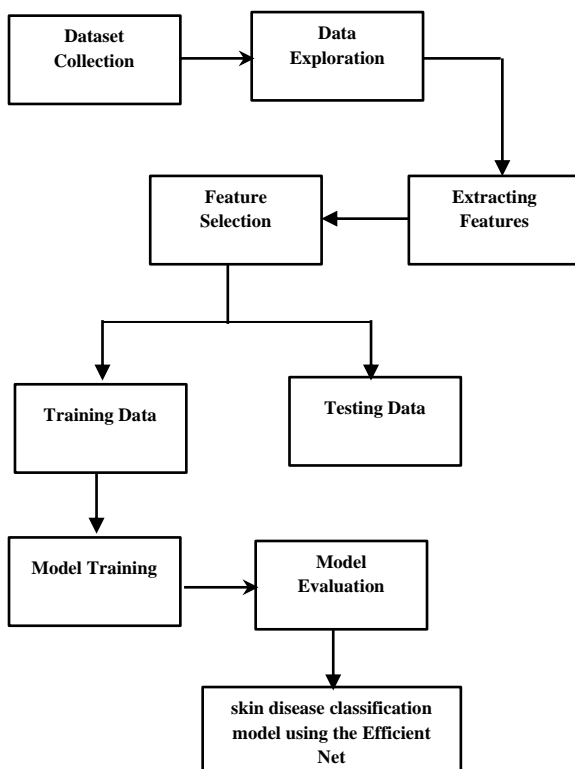 Dataset
Collection
Data
Exploration
Extracting
Features
Feature
Selection
Training Data
Testing Data
Model Training
Model
Evaluation
skin disease classification
model using the Efficient
Net